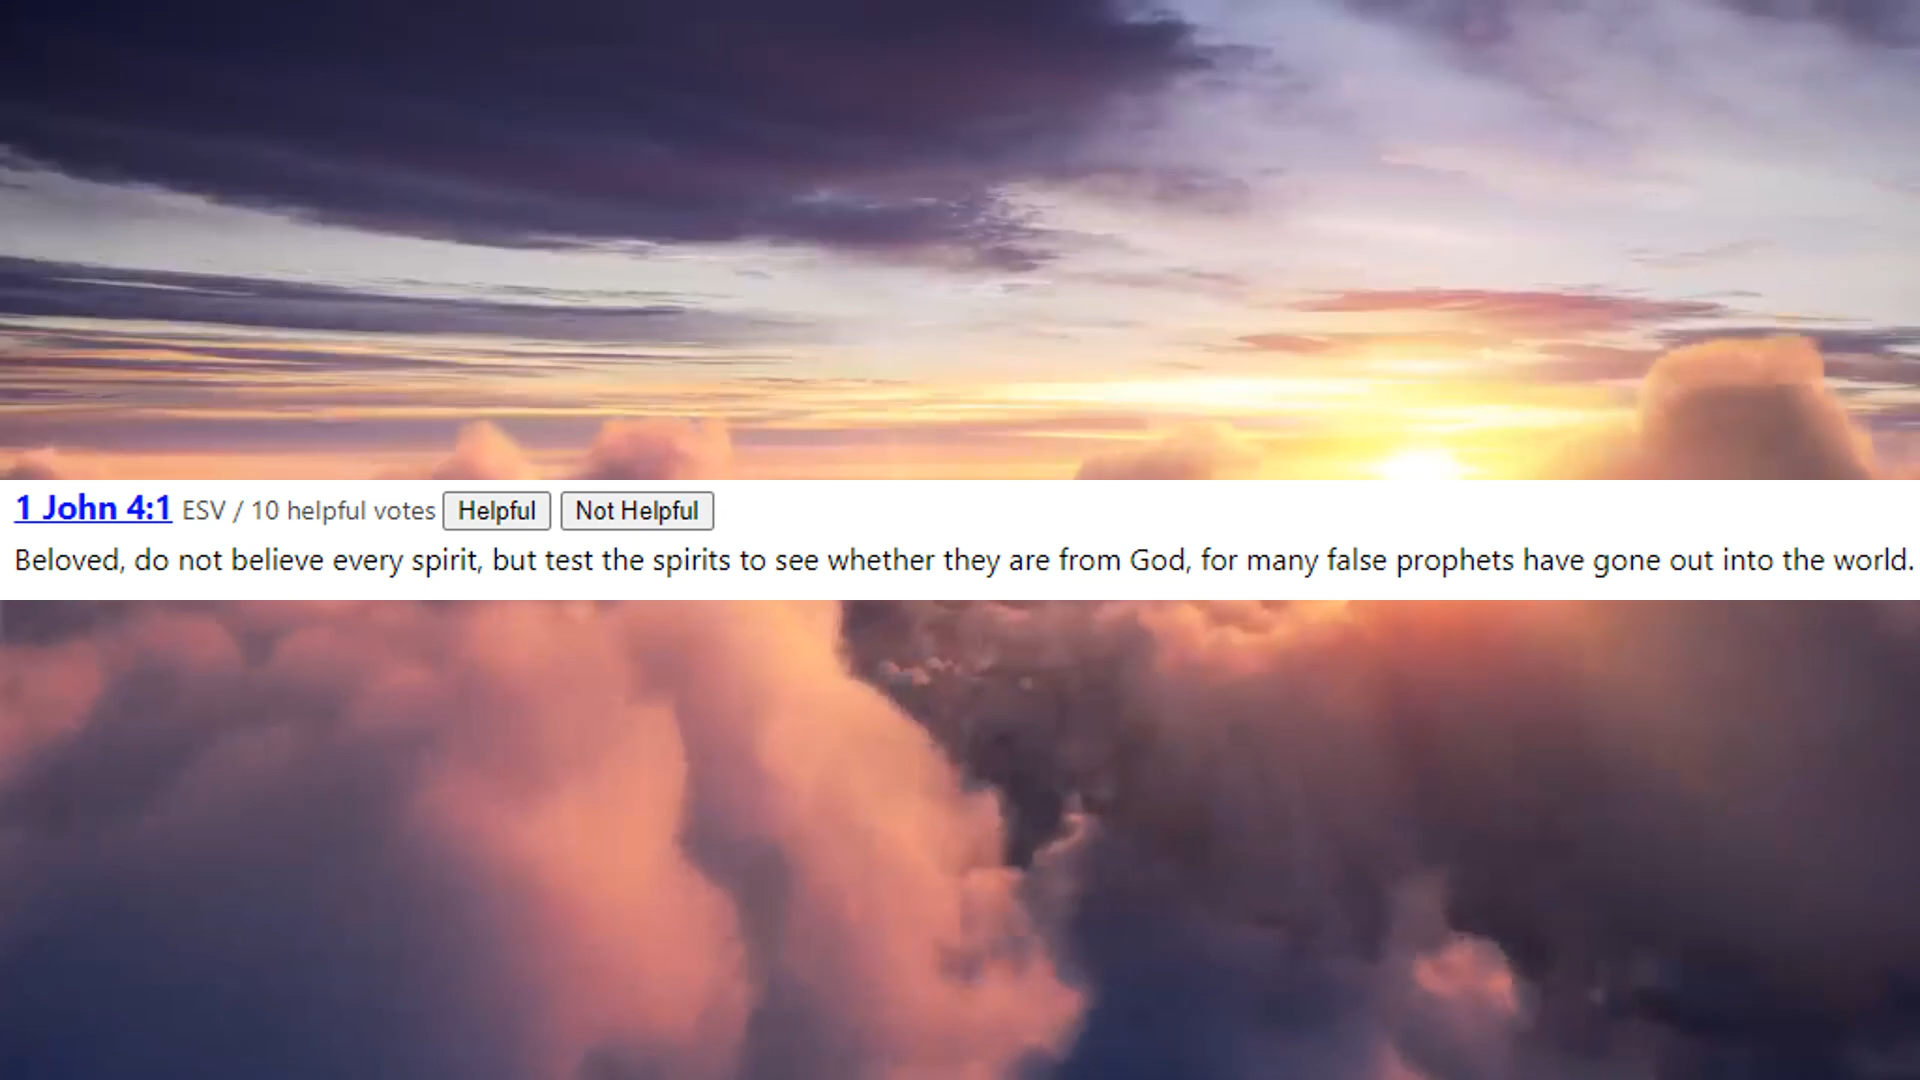 1 John 4:1 ESV / 10 helpful votes Helpful Not Helpful
Beloved, do not believe every spirit, but test the spirits to see whether they are from God, for many false prophets have gone out into the world.